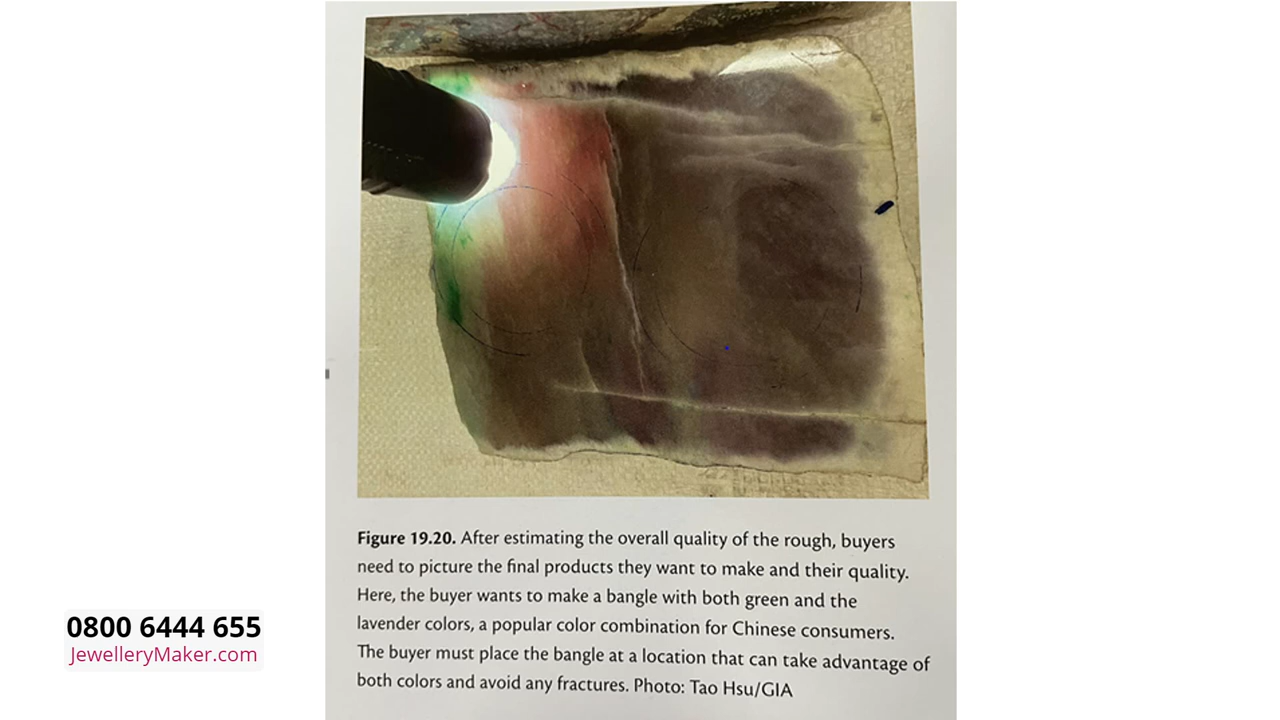 Figure 19.20. After estimating the overall quality of the rough, buyers
need to picture the final products they want to make and their quality.
Here, the buyer wants to make a bangle with both green and the
lavender colors, a popular color combination for Chinese consumers.
The buyer must place the bangle at a location that can take advantage of
both colors and avoid any fractures. Photo: Tao Hsu/GIA
0800 6444 655
JewelleryMaker.com